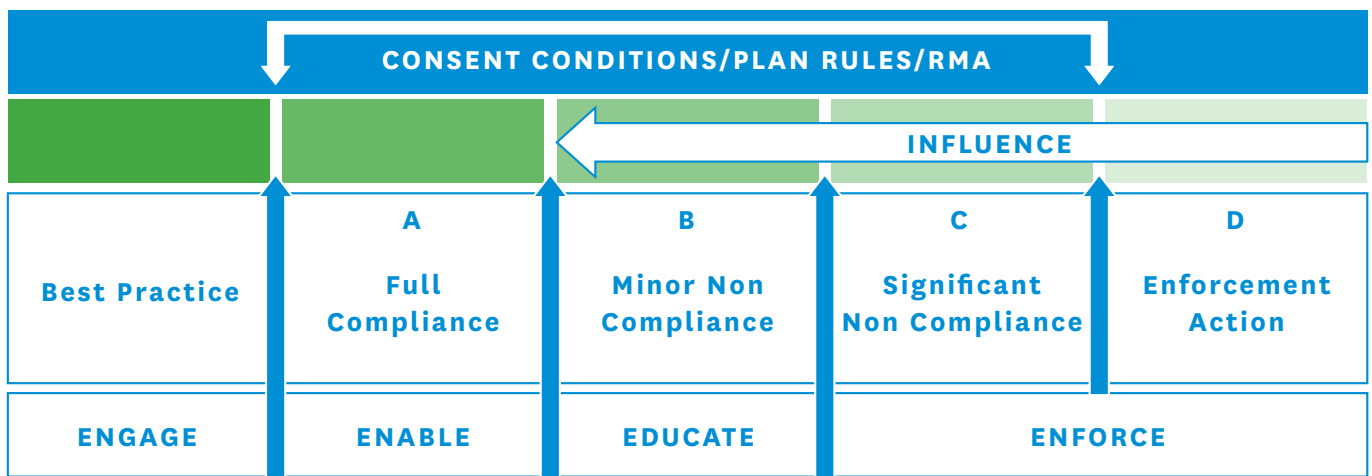 CONSENT CONDITIONS/PLAN RULES/RMA
INFLUENCE
Best Practice
A
Full
Compliance
B
Minor Non
Compliance
C
Significant
Non Compliance
D
Enforcement
Action
ENGAGE
ENABLE
EDUCATE
ENFORCE